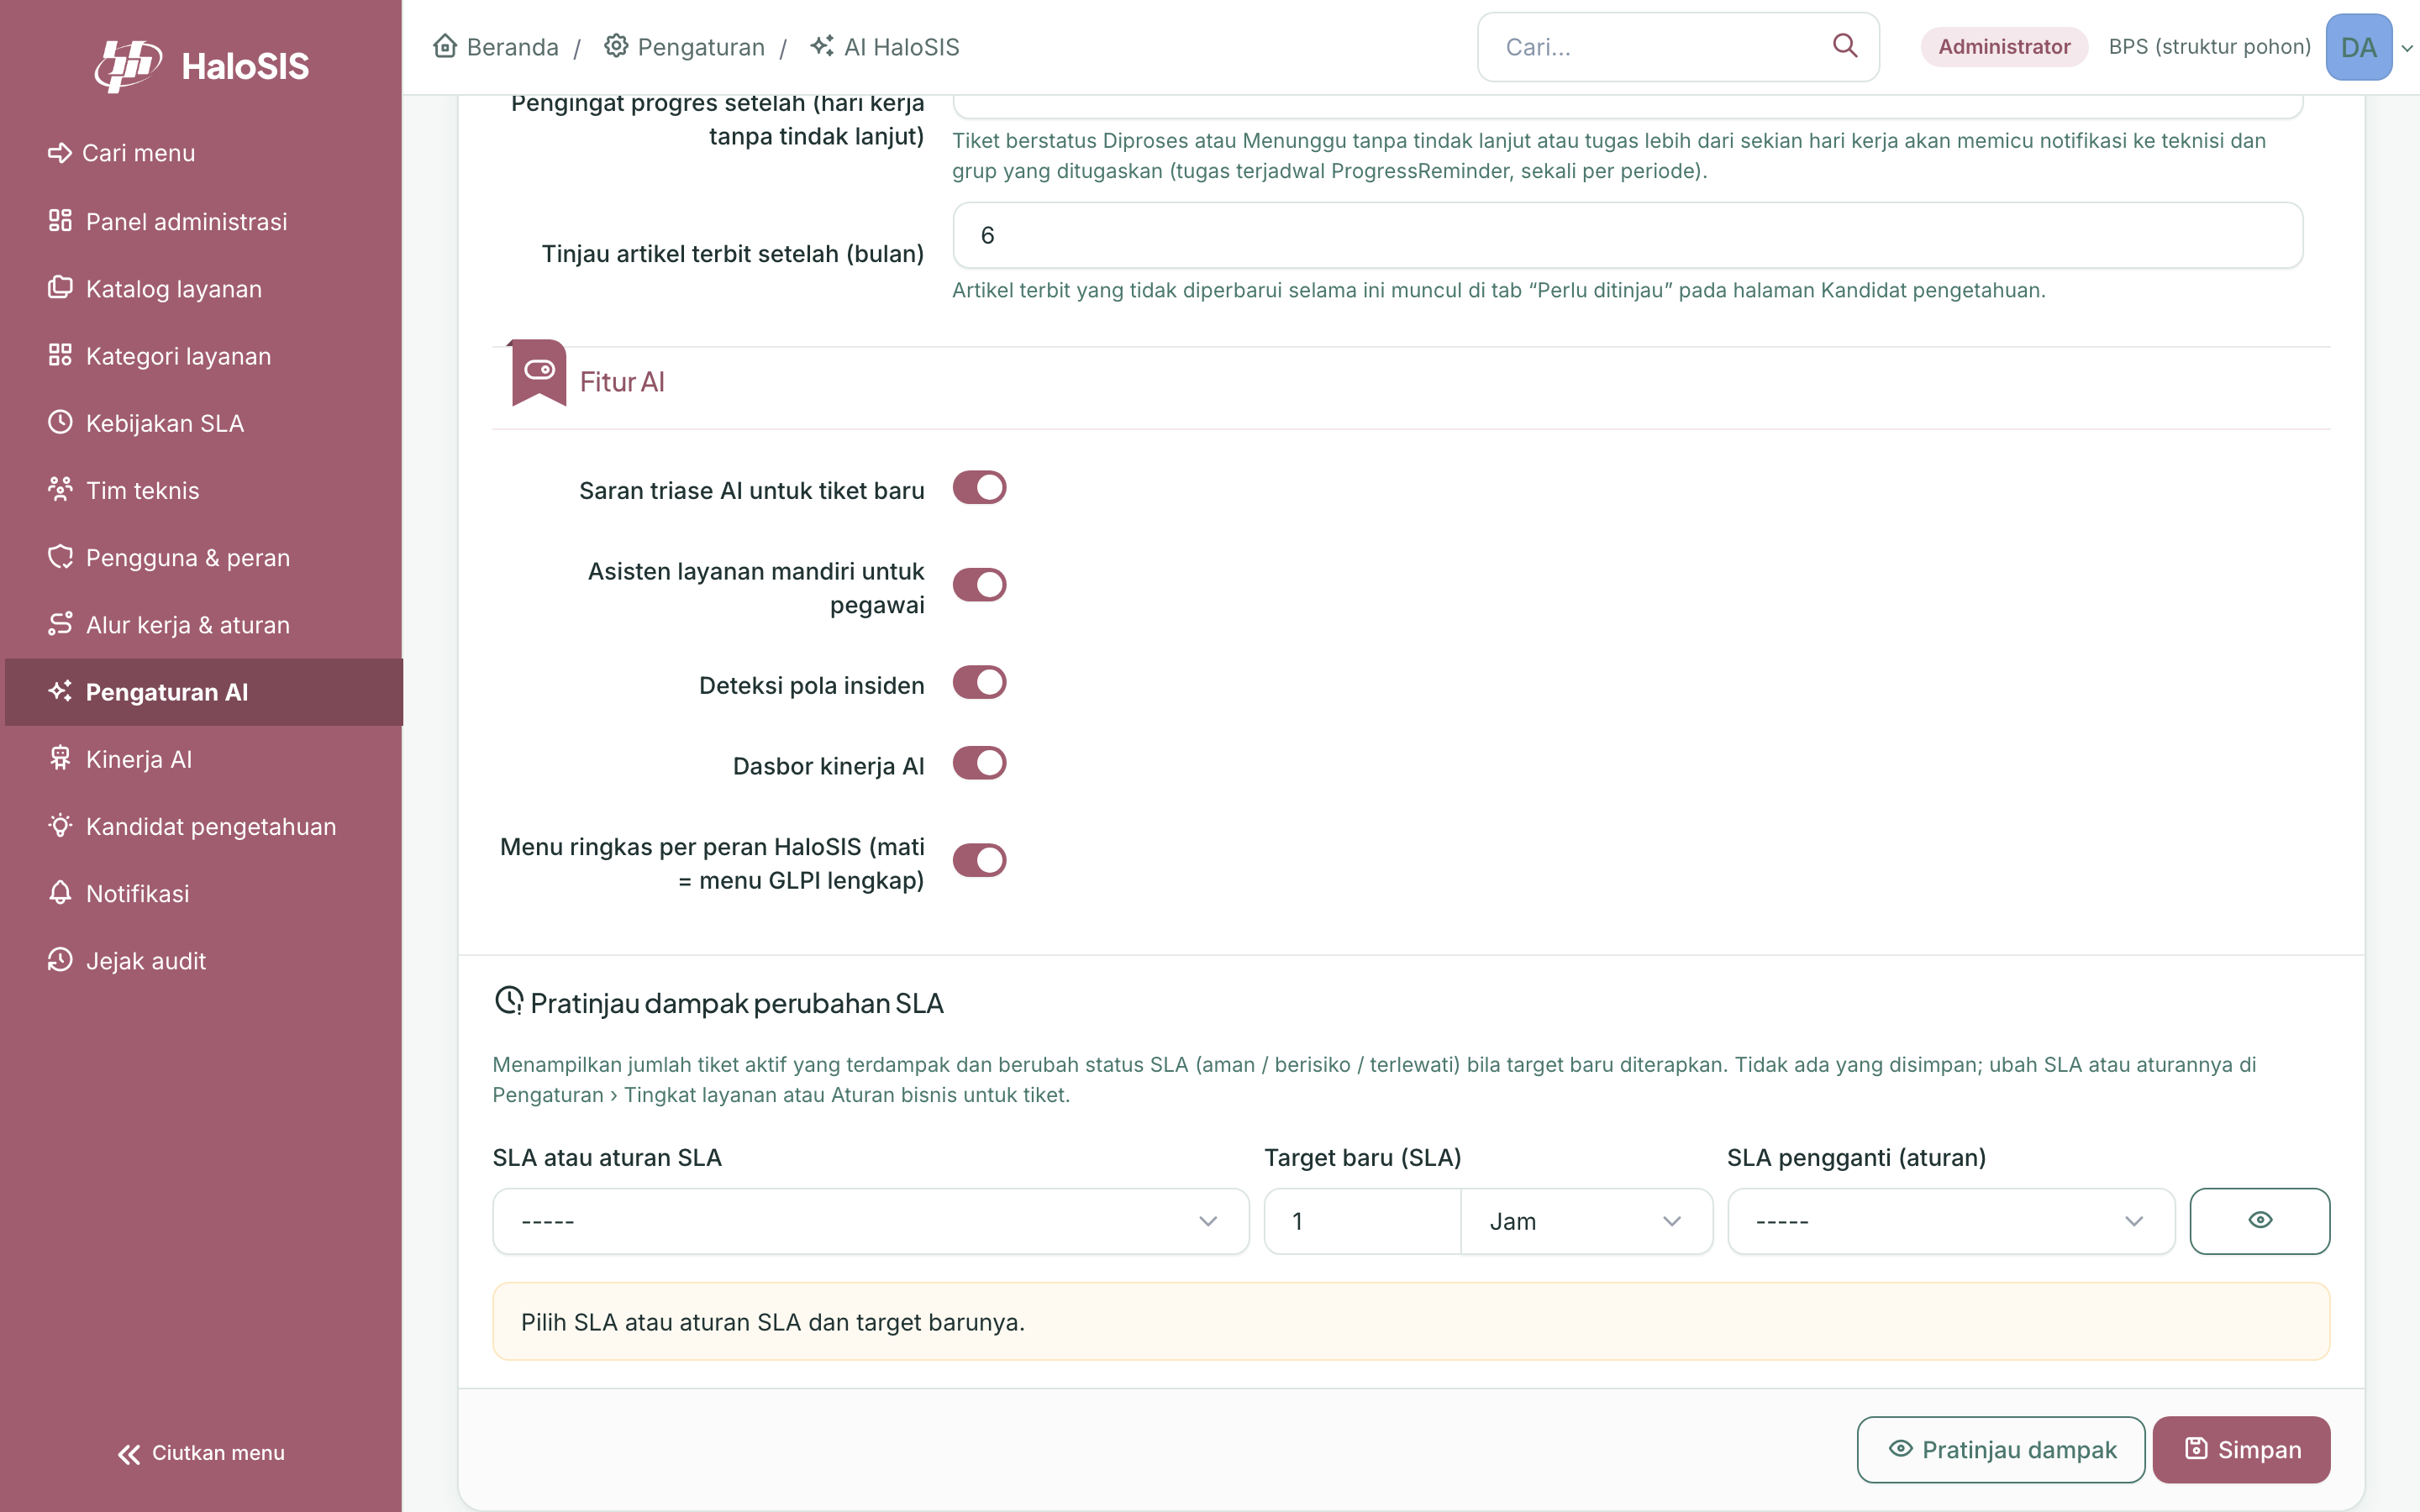 HaloSIS
Cari menu
Panel administrasi
Katalog layanan
Kategori layanan
Kebijakan SLA
Tim teknis
Pengguna & peran
Alur kerja & aturan
Pengaturan AI
Kinerja AI
Kandidat pengetahuan
Notifikasi
Jejak audit
Ciutkan menu
Beranda / Pengaturan / AI HaloSIS
Cari...
Administrator
BPS (struktur pohon)
DA
Pengingat progres setelah (hari kerja
tanpa tindak lanjut)
Tiket berstatus Diproses atau Menunggu tanpa tindak lanjut atau tugas lebih dari sekian hari kerja akan memicu notifikasi ke teknisi dan
grup yang ditugaskan (tugas terjadwal ProgressReminder, sekali per periode).
Tinjau artikel terbit setelah (bulan)
6
Artikel terbit yang tidak diperbarui selama ini muncul di tab “Perlu ditinjau” pada halaman Kandidat pengetahuan.
Fitur AI
Saran triase AI untuk tiket baru
Asisten layanan mandiri untuk
pegawai
Deteksi pola insiden
Dasbor kinerja AI
Menu ringkas per peran HaloSIS (mati
= menu GLPI lengkap)
Pratinjau dampak perubahan SLA
Menampilkan jumlah tiket aktif yang terdampak dan berubah status SLA (aman / berisiko / terlewati) bila target baru diterapkan. Tidak ada yang disimpan; ubah SLA atau aturannya di
Pengaturan › Tingkat layanan atau Aturan bisnis untuk tiket.
SLA atau aturan SLA
-----
Target baru (SLA)
1
Jam
SLA pengganti (aturan)
-----
Pilih SLA atau aturan SLA dan target barunya.
Pratinjau dampak
Simpan